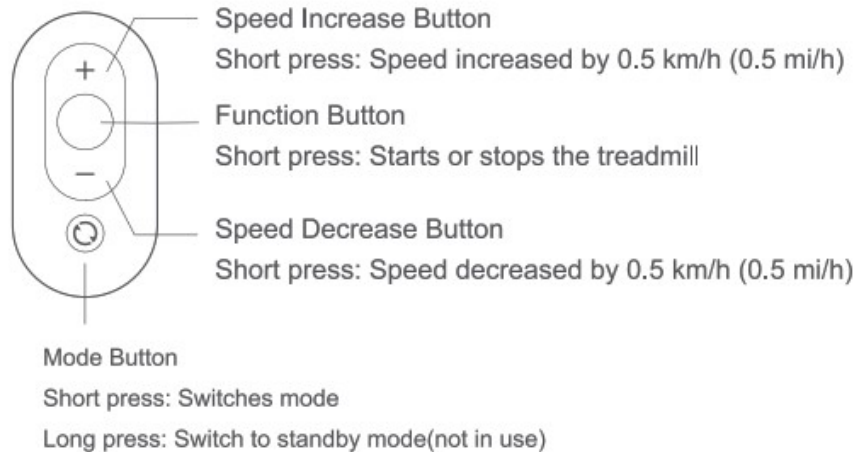 Speed Increase Button
Short press: Speed increased by 0.5 km/h (0.5 mi/h)
+
Function Button
Short press: Starts or stops the treadmill
−
Speed Decrease Button
Short press: Speed decreased by 0.5 km/h (0.5 mi/h)
Mode Button
Short press: Switches mode
Long press: Switch to standby mode(not in use)